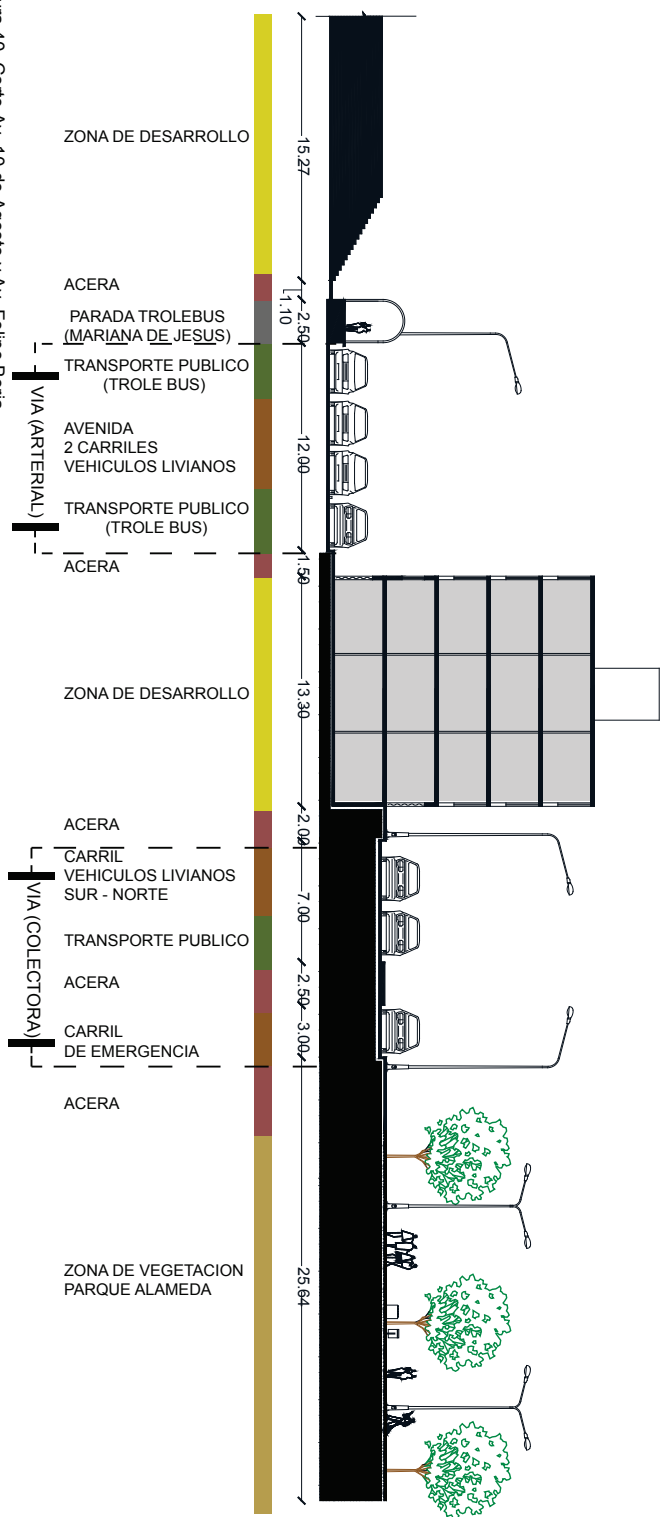 ZONA DE DESARROLLO
15.27
ACERA
1.10
PARADA TROLEBUS
(MARIANA DE JESUS)
2.50
TRANSPORTE PUBLICO
(TROLE BUS)
VIA (ARTERIAL)
AVENIDA
2 CARRILES
VEHICULOS LIVIANOS
12.00
TRANSPORTE PUBLICO
(TROLE BUS)
ACERA
1.50
ZONA DE DESARROLLO
13.30
ACERA
2.00
CARRIL
VEHICULOS LIVIANOS
SUR - NORTE
7.00
VIA (COLECTORA)
TRANSPORTE PUBLICO
ACERA
2.50
CARRIL
DE EMERGENCIA
3.00
ACERA
ZONA DE VEGETACION
PARQUE ALAMEDA
25.64